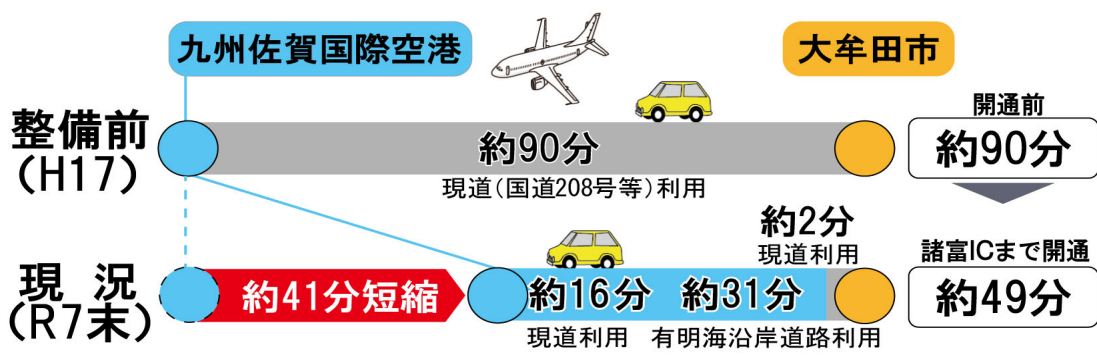 九州佐賀国際空港
大牟田市
整備前
(H17)
約90分
現道(国道208号等)利用
開通前
約90分
現況
(R7末)
約41分短縮
約16分
現道利用
約31分
有明海沿岸道路利用
約2分
現道利用
諸富ICまで開通
約49分